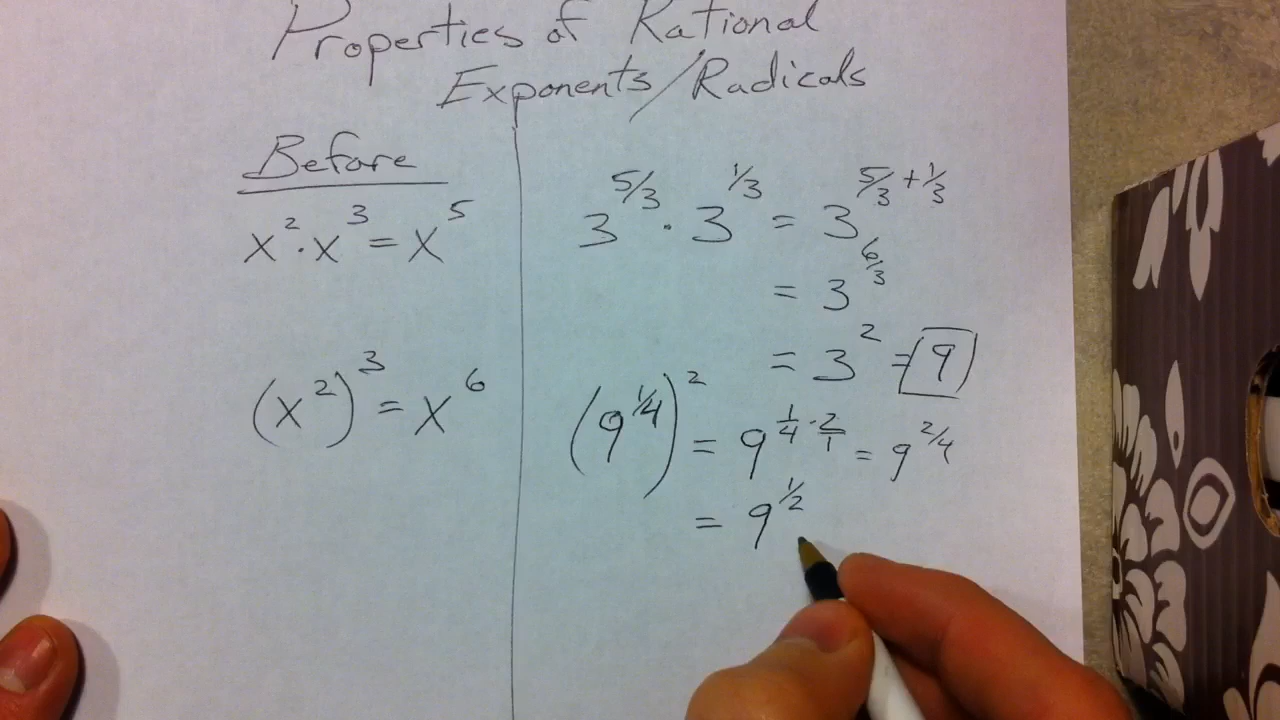 Properties of Rational
Exponents/Radicals
Before
x²·x³=x⁵
(x²)³=x⁶
3^5/3 · 3^1/3 = 3^5/3+1/3
= 3^6/3
= 3² = 9
(9^1/4)² = 9^1/4·2/1 = 9^2/4
= 9^1/2